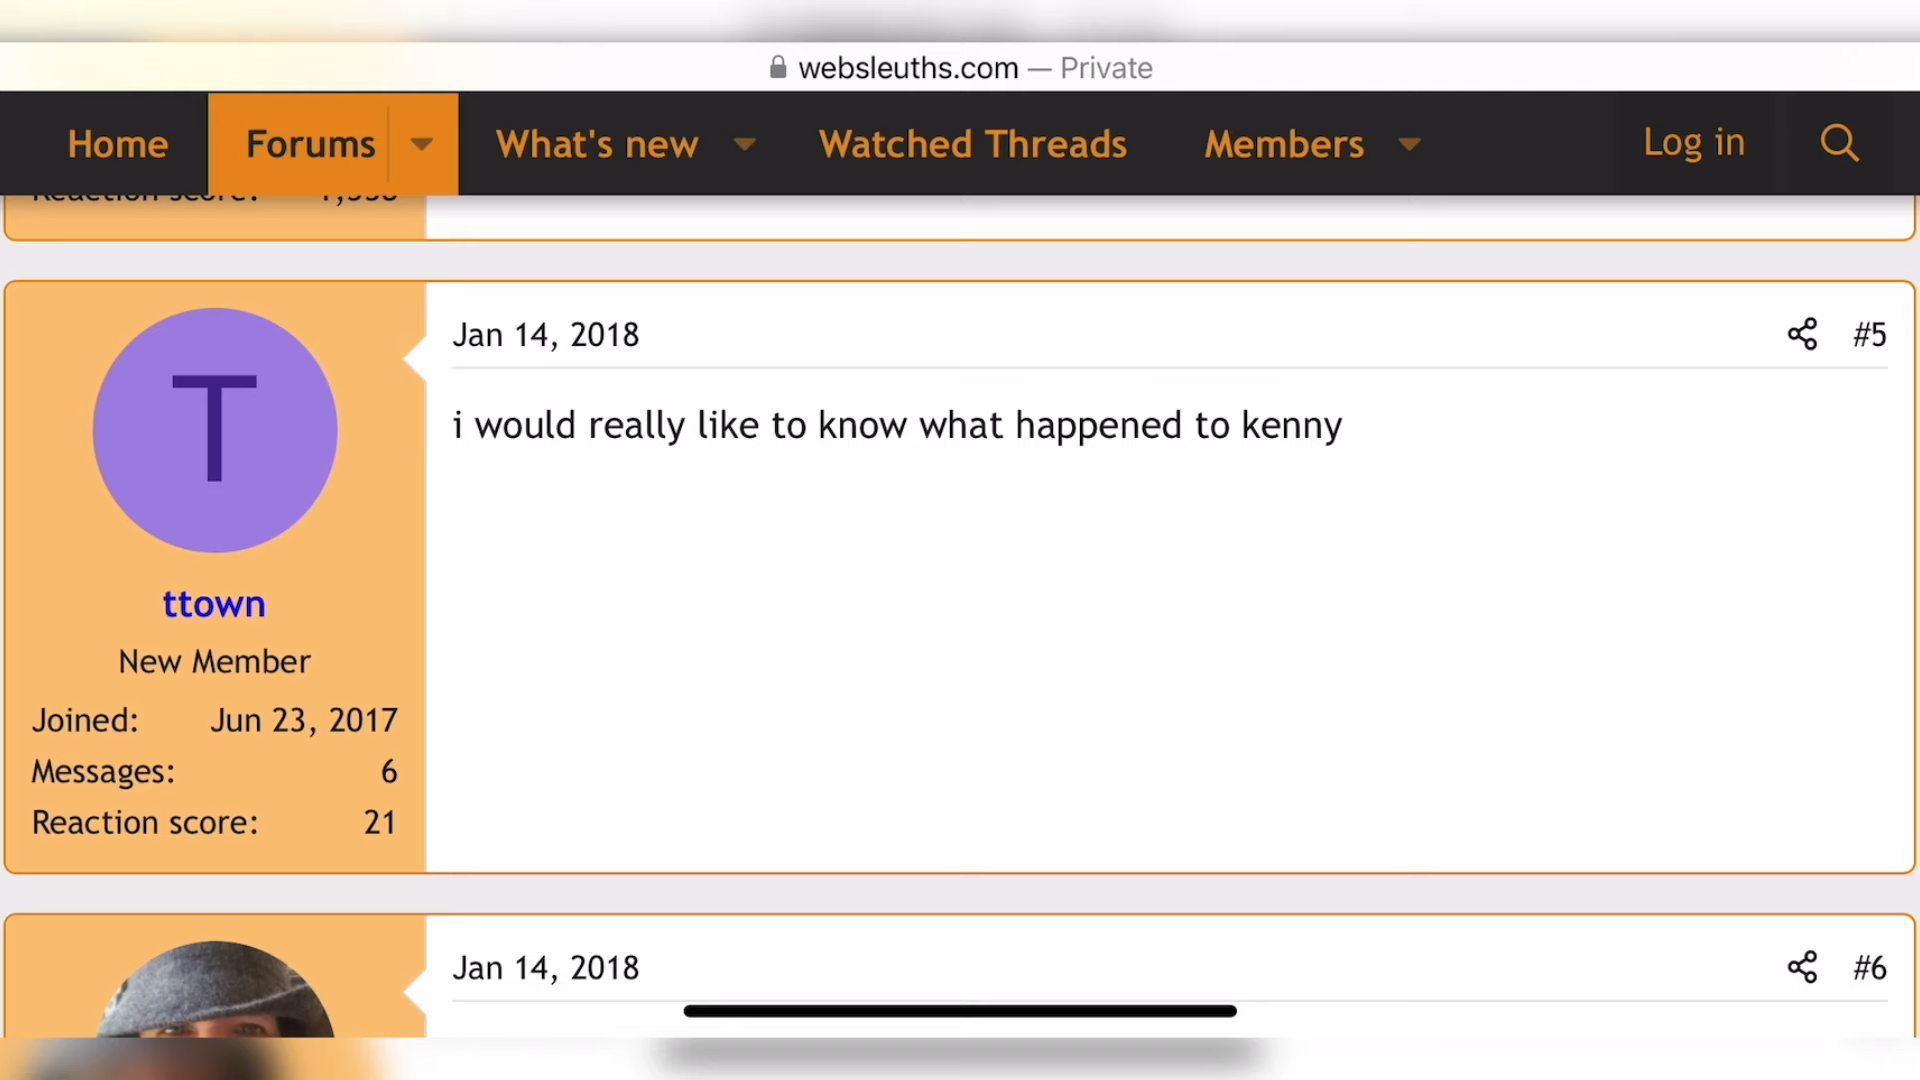 websleuths.com — Private
Home Forums What's new Watched Threads Members Log in
Reaction score:
Jan 14, 2018 #5
i would really like to know what happened to kenny
T
ttown
New Member
Joined: Jun 23, 2017
Messages: 6
Reaction score: 21
Jan 14, 2018 #6